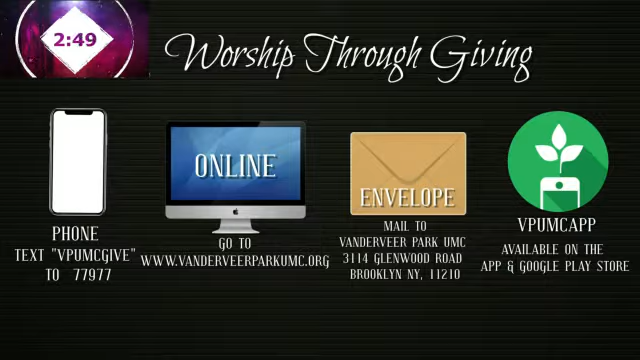 2:49
Worship Through Giving
ONLINE
ENVELOPE
PHONE
TEXT "VPUMCGIVE"
TO 77977
GO TO
WWW.VANDERVEERPARKUMC.ORG
MAIL TO
VANDERVEER PARK UMC
3114 GLENWOOD ROAD
BROOKLYN NY, 11210
VPUMCAPP
AVAILABLE ON THE
APP & GOOGLE PLAY STORE